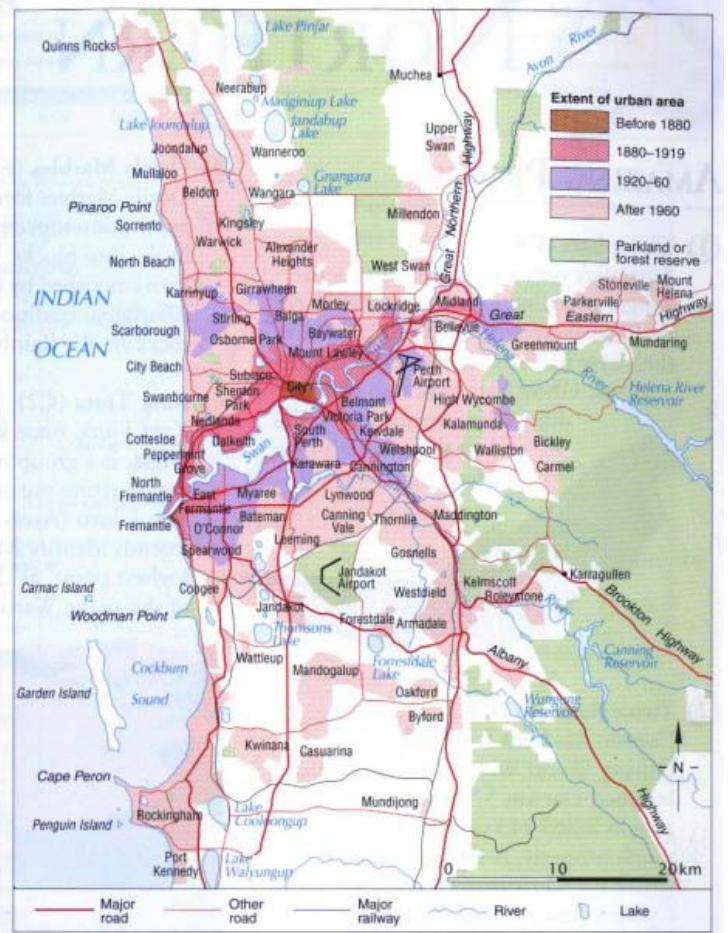 Lake Pinjar
Quinns Rocks
Muchea
Avon River
Neerabup
Mariginiup Lake
Jandabup
Lake
Lake Joondalup
Joondalup
Wanneroo
Upper
Swan
Highway
Extent of urban area
Before 1880
1880–1919
1920–60
After 1960
Parkland or
forest reserve
Mullaloo
Beldon
Wangara
Gnangara
Lake
Pinaroo Point
Sorrento
Kingsley
Warwick
Millendon
Northern
Great
Alexander
Heights
North Beach
West Swan
Stoneville
Mount
Helena
Karrinyup
Girrawheen
Morley
Lockridge
Midland
Parkerville
INDIAN
OCEAN
Stirling
Balga
Baywater
Bellevue
Great
Eastern
Highway
Scarborough
Osborne Park
Mount Lawley
Helena
River
Greenmount
Mundaring
City Beach
Subiaco
City
Perth
Airport
Helena River
Reservoir
Swanbourne
Shenton
Park
Belmont
High Wycombe
Nedlands
Victoria Park
Kalamunda
Cottesloe
Dalkeith
Swan
South
Perth
Kewdale
Welshpool
Walliston
Bickley
Peppermint
Grove
Karawara
Cannington
Carmel
North
Fremantle
East
Fremantle
Myaree
Lynwood
Fremantle
O'Connor
Bateman
Canning
Vale
Thornlie
Maddington
Spearwood
Leeming
Gosnells
Coogee
Jandakot
Airport
Westfield
Kelmscott
Karragullen
Roleystone
River
Brookton
Highway
Carnac Island
Woodman Point
Jandakot
Thomsons
Lake
Forestdale
Armadale
Canning
Reservoir
Wattleup
Mandogalup
Forrestdale
Lake
Albany
Cockburn
Sound
Garden Island
Oakford
Wungong
Reservoir
Byford
Kwinana
Casuarina
N
Cape Peron
Highway
Penguin Island
Rockingham
Lake
Cooloongup
Mundijong
Port
Kennedy
Lake
Walyungup
0 10 20km
Major
road
Other
road
Major
railway
River
Lake